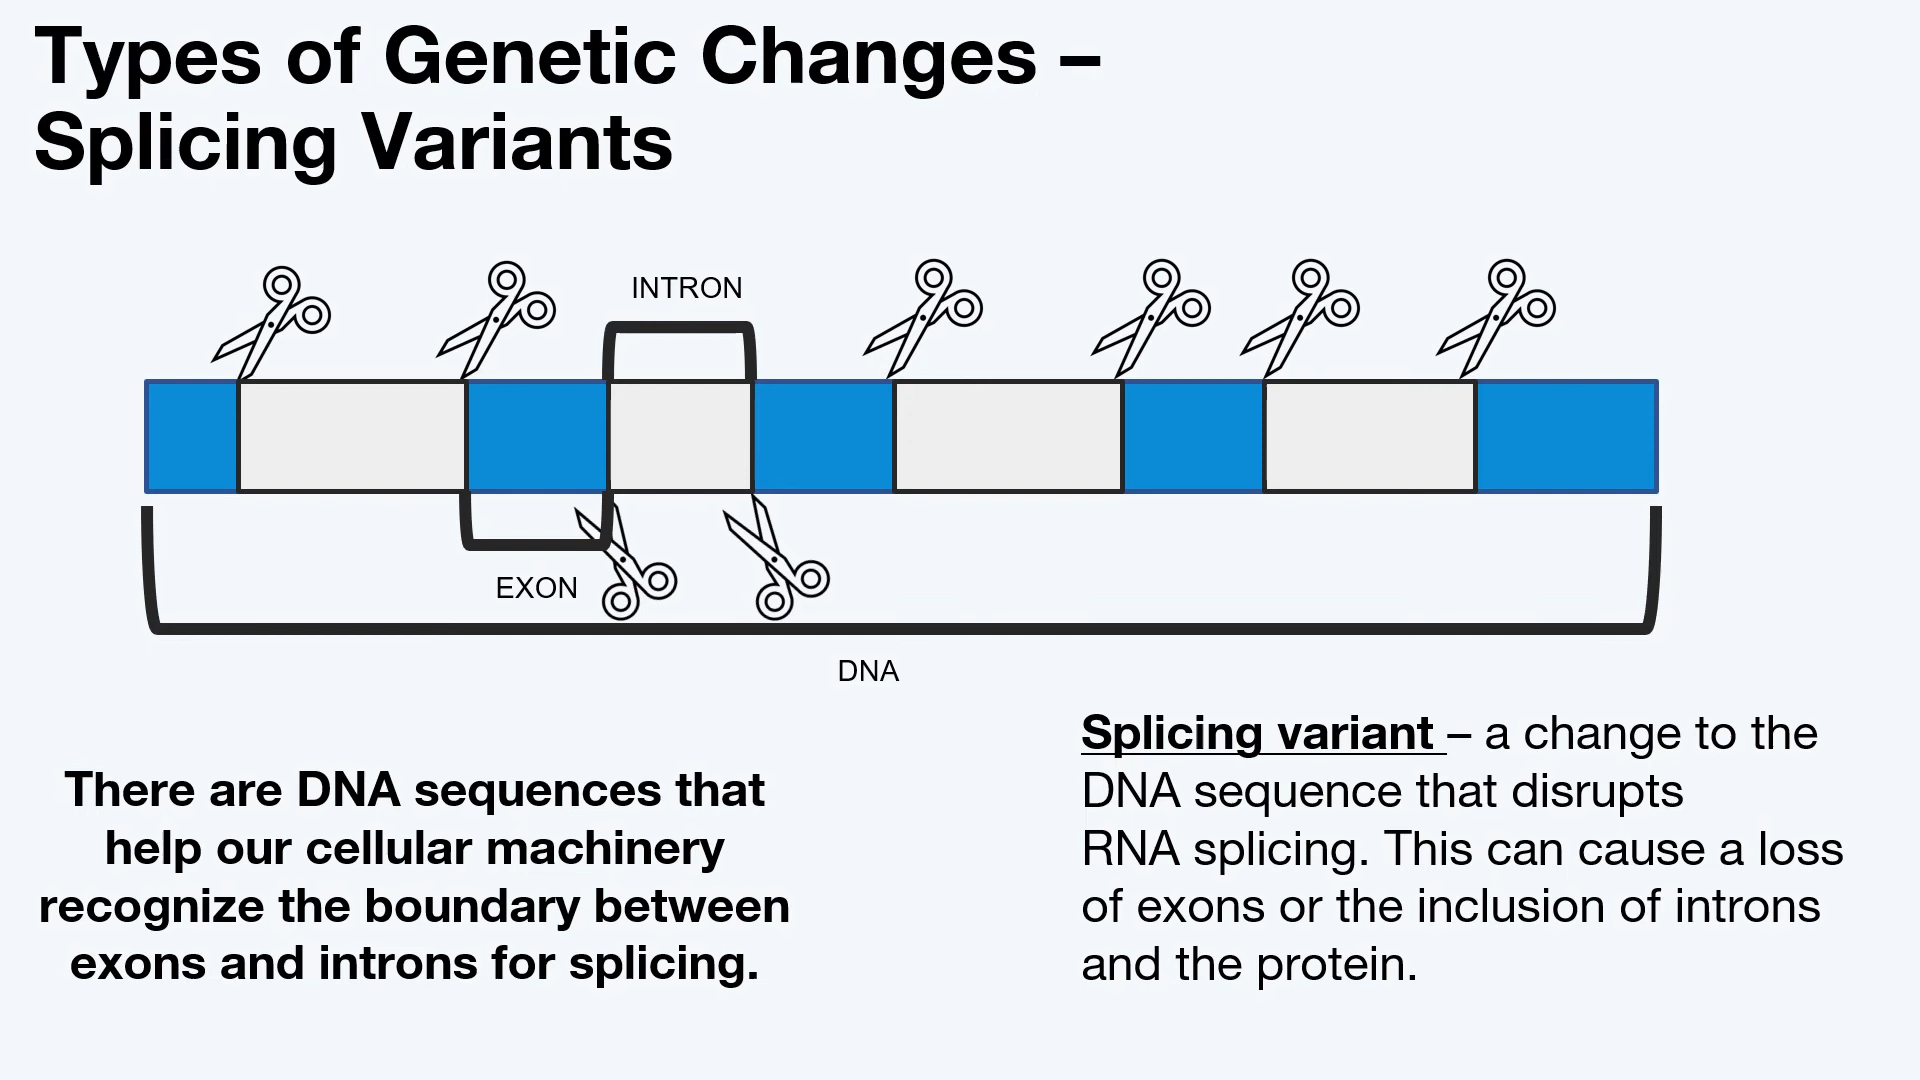 Types of Genetic Changes –
Splicing Variants
INTRON
EXON
DNA
There are DNA sequences that
help our cellular machinery
recognize the boundary between
exons and introns for splicing.
Splicing variant – a change to the
DNA sequence that disrupts
RNA splicing. This can cause a loss
of exons or the inclusion of introns
and the protein.